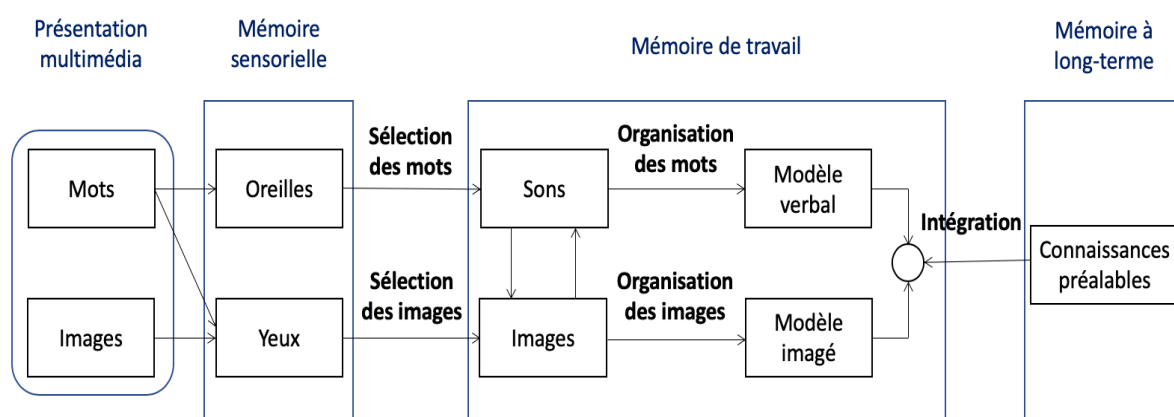 Présentation
multimédia
Mémoire
sensorielle
Mémoire de travail
Mémoire à
long-terme
Mots
Oreilles
Sélection
des mots
Sons
Organisation
des mots
Modèle
verbal
Intégration
Connaissances
préalables
Images
Yeux
Sélection
des images
Images
Organisation
des images
Modèle
imagé